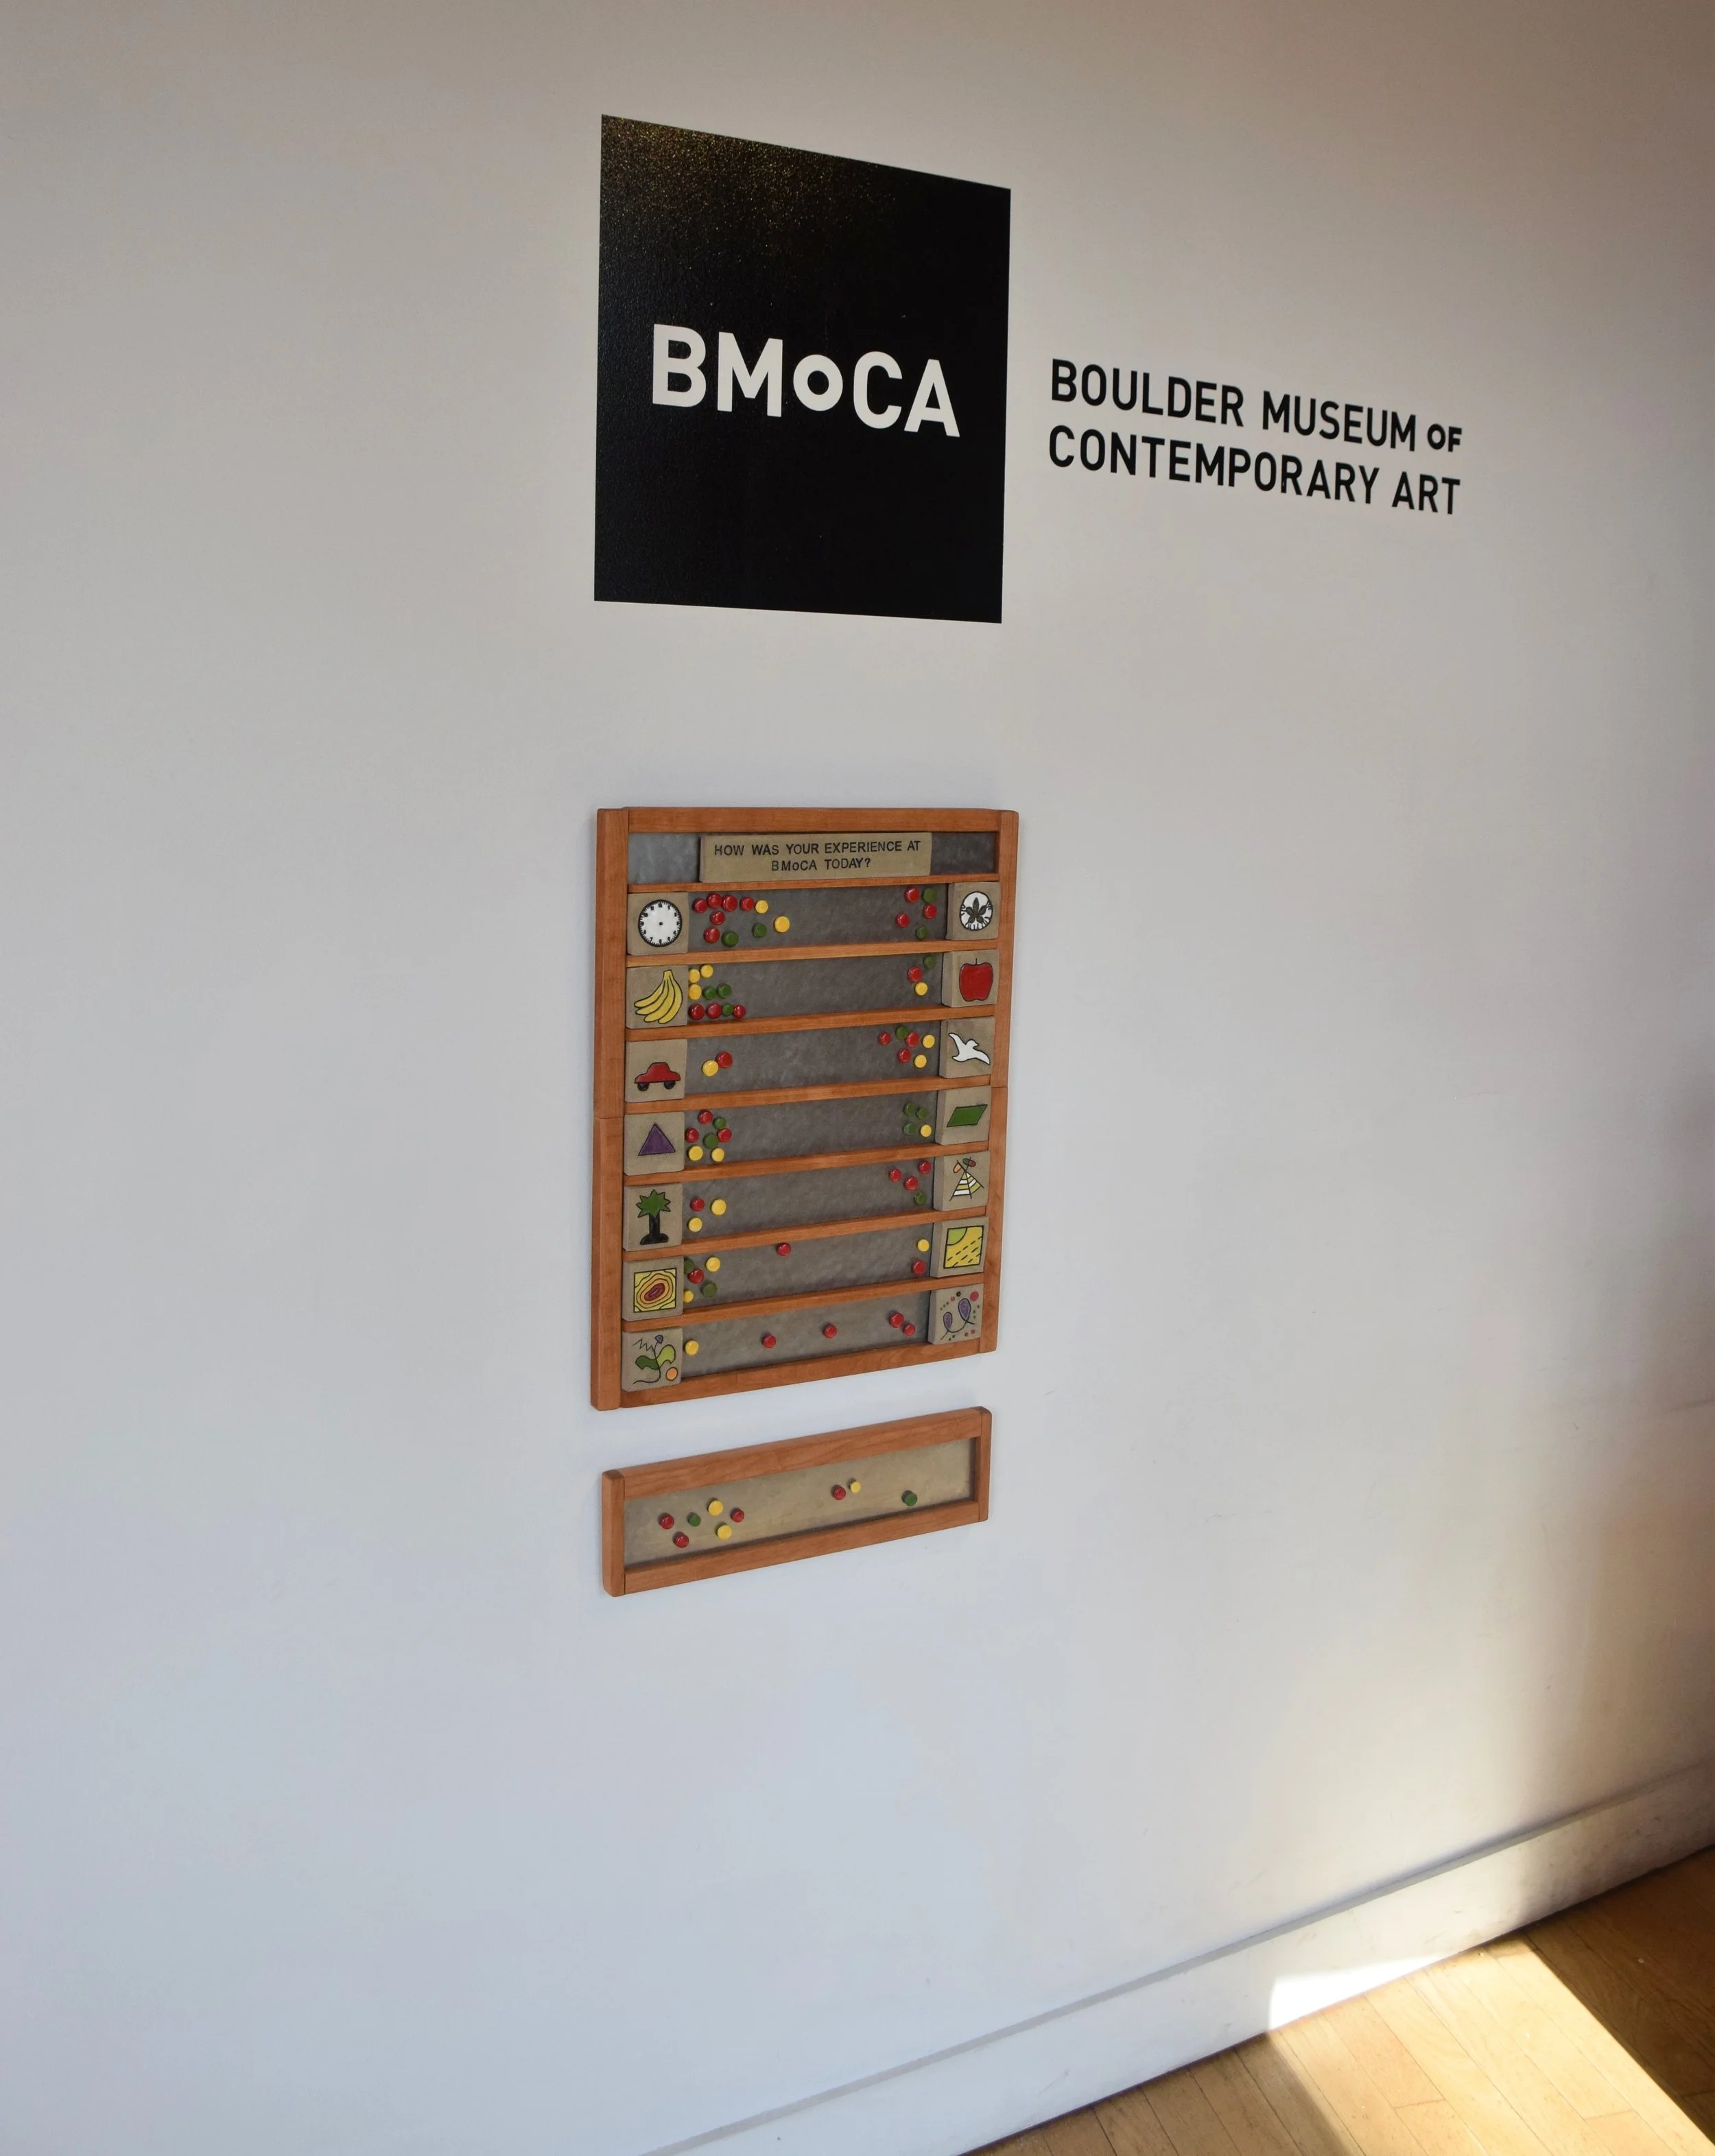 BMoCA
BOULDER MUSEUM OF
CONTEMPORARY ART
HOW WAS YOUR EXPERIENCE AT
BMoCA TODAY?